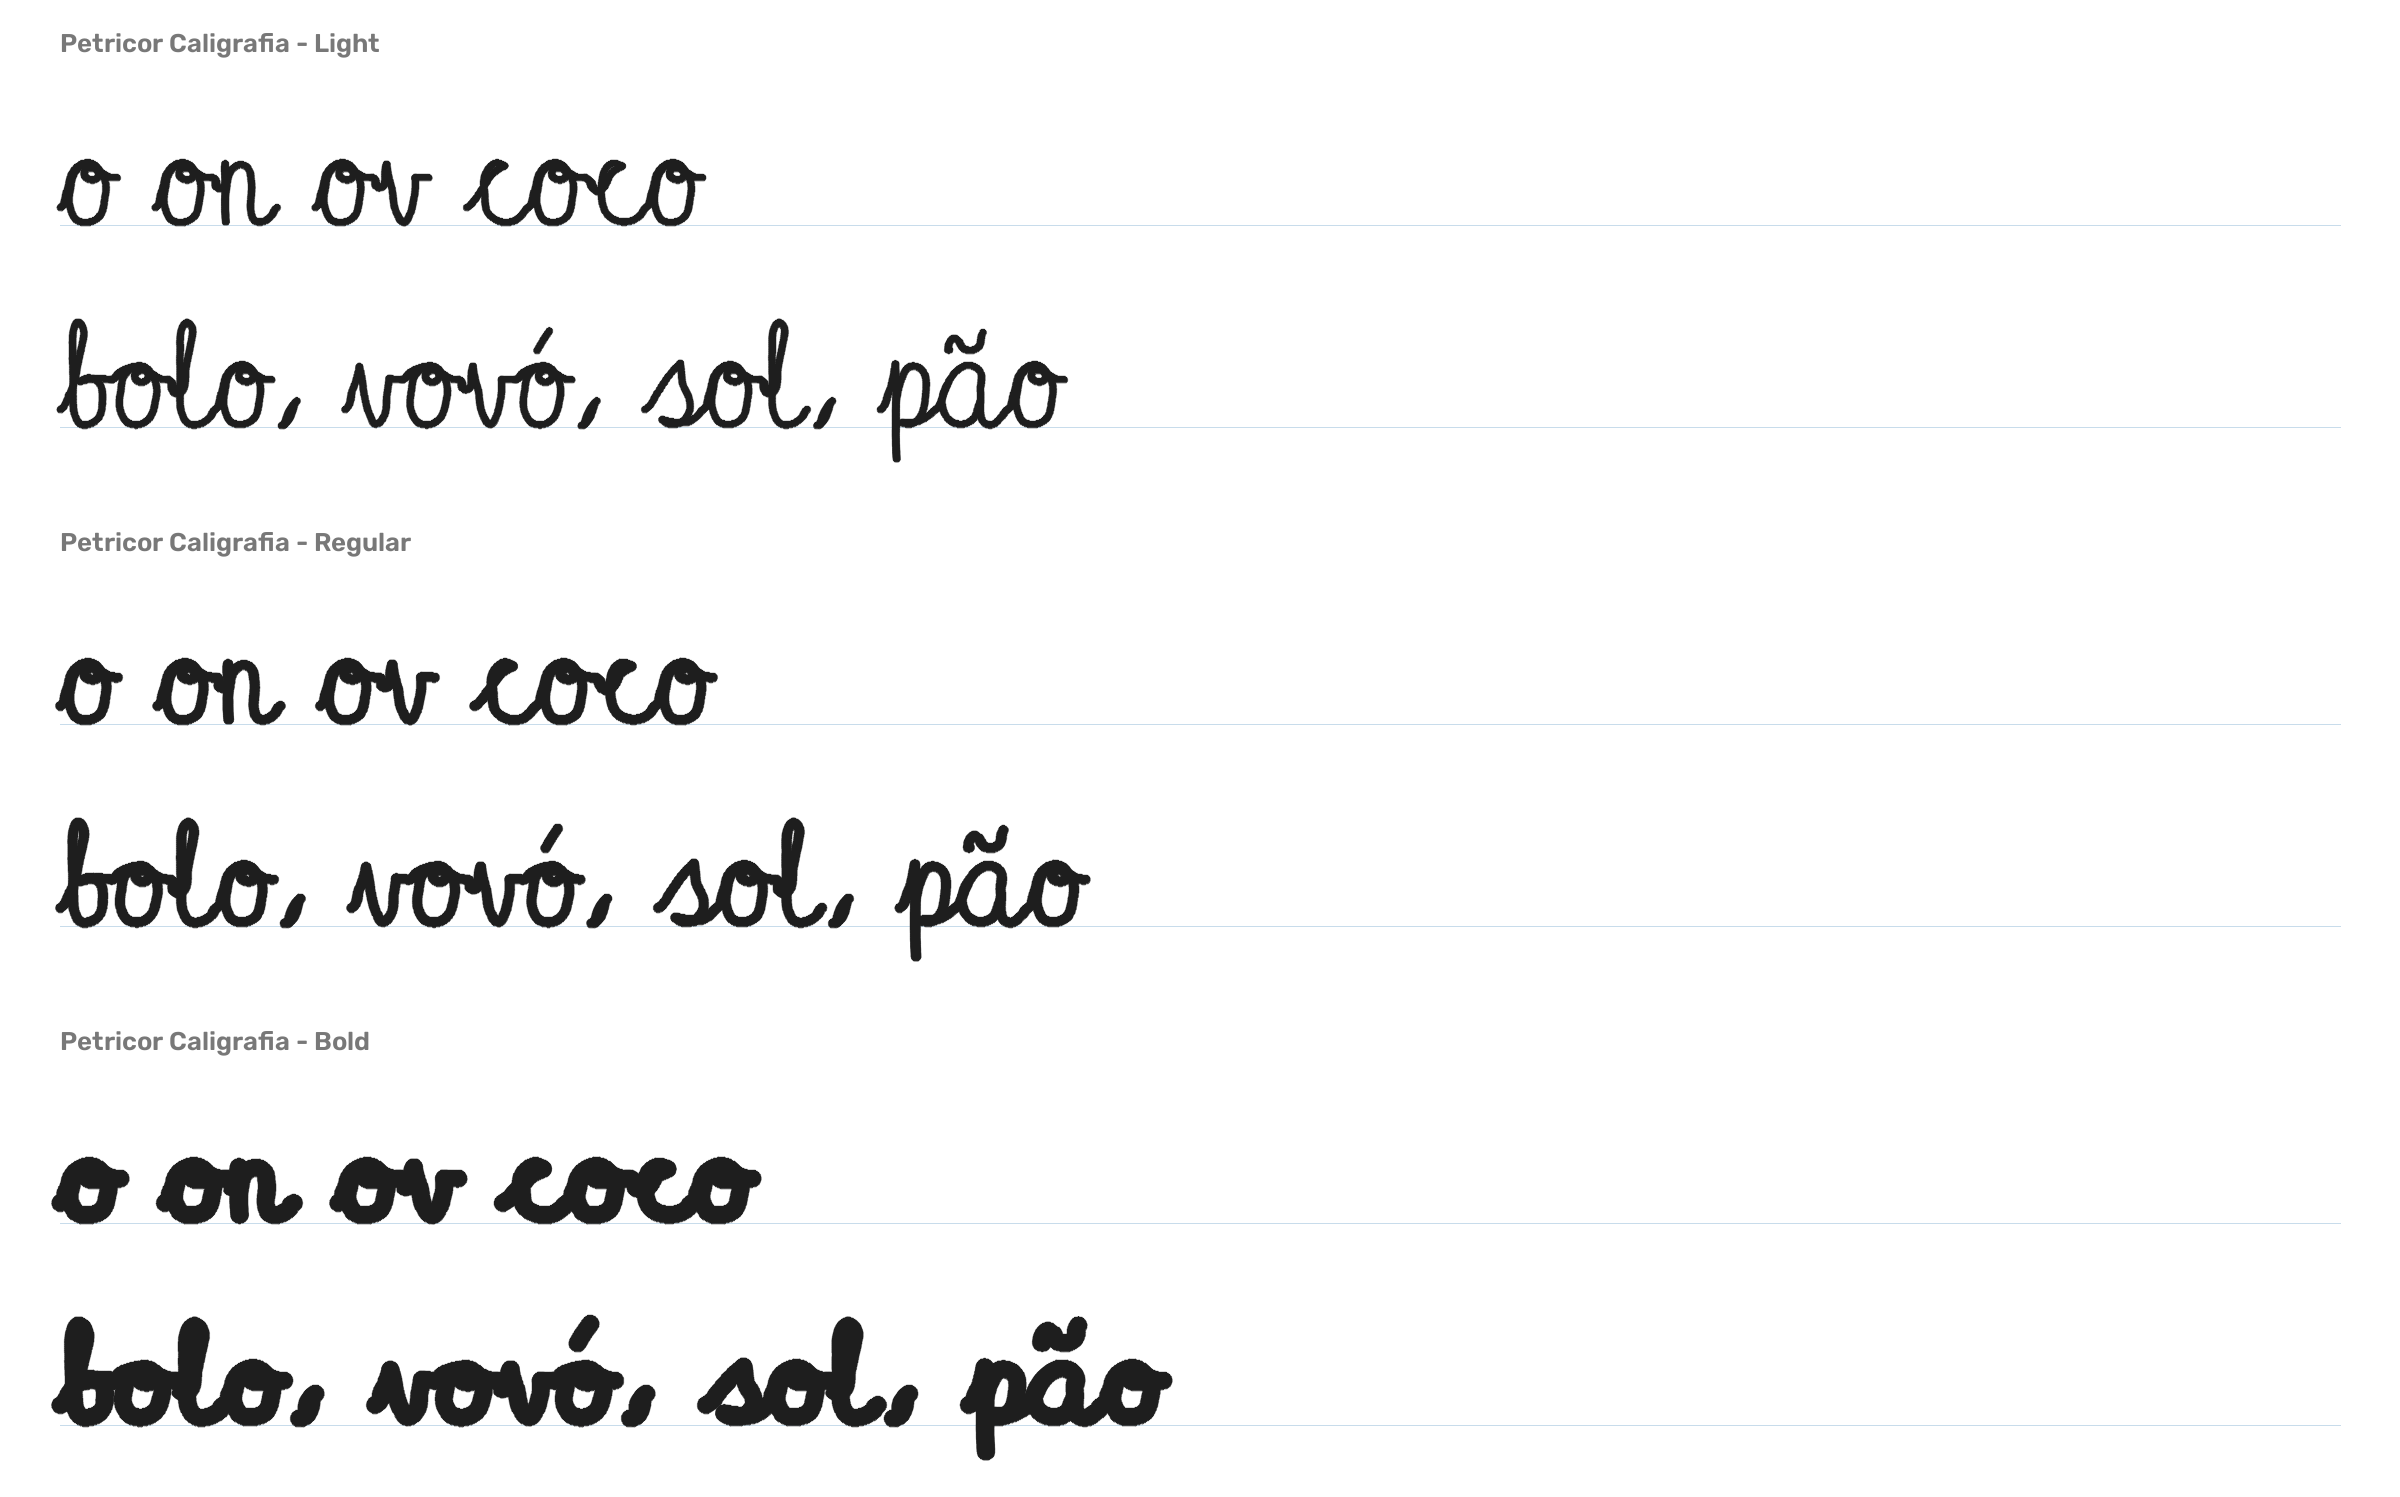 Petricor Caligrafia - Light
o on ov coco
bolo, vovó, sol, pão
Petricor Caligrafia - Regular
o on ov coco
bolo, vovó, sol, pão
Petricor Caligrafia - Bold
o on ov coco
bolo, vovó, sol, pão